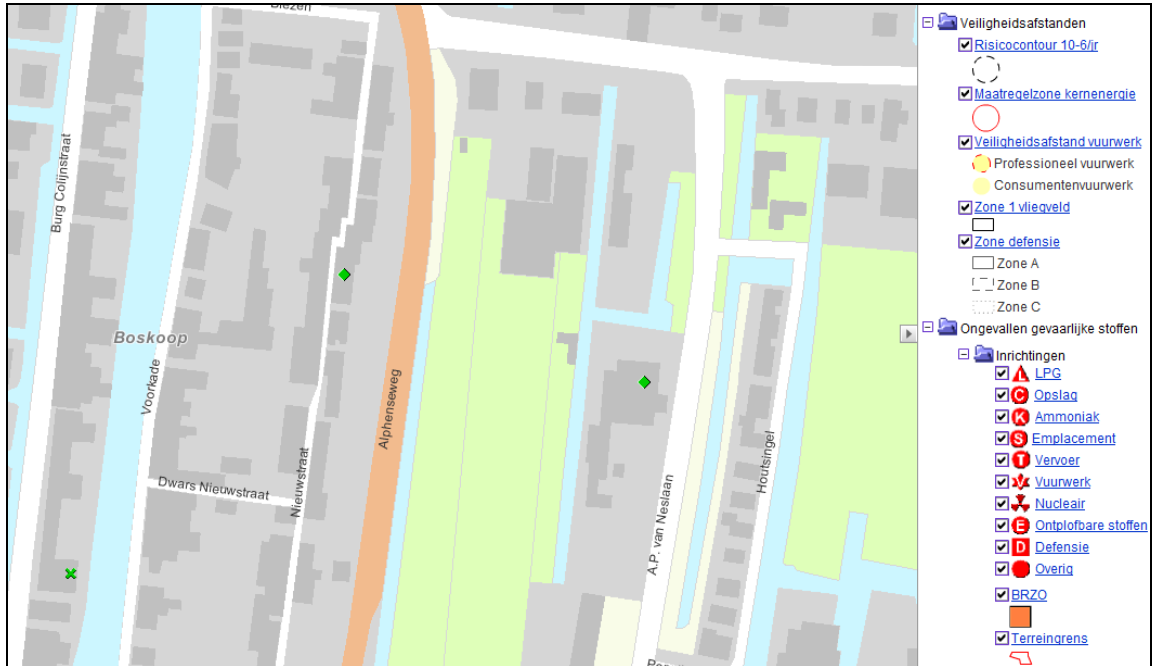 Biezen
Burg Colijnstraat
Boskoop
Voorkade
Dwars Nieuwstraat
Nieuwstraat
Alphenseweg
A.P. van Neslaan
Houtsingel
Veiligheidsafstanden
Risicocontour 10-6/jr
Maatregelzone kernenergie
Veiligheidsafstand vuurwerk
Professioneel vuurwerk
Consumentenvuurwerk
Zone 1 vliegveld
Zone defensie
Zone A
Zone B
Zone C
Ongevallen gevaarlijke stoffen
Inrichtingen
L LPG
C Opslag
K Ammoniak
S Emplacement
T Vervoer
Vuurwerk
Nucleair
E Ontplofbare stoffen
D Defensie
Overig
BRZO
Terreingrens